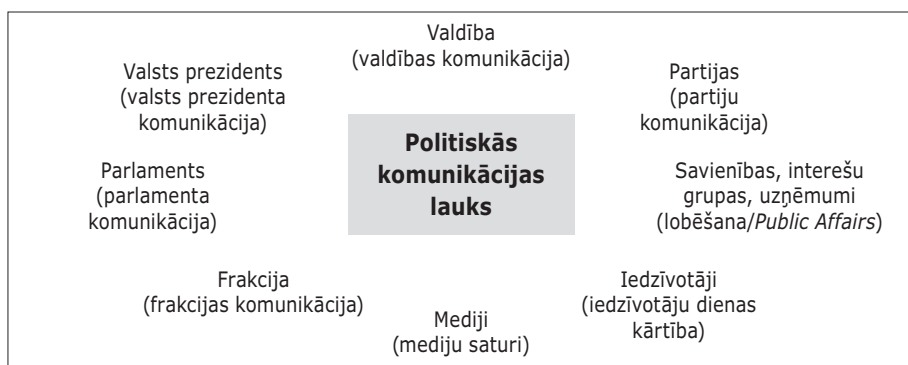 Valdība
(valdības komunikācija)
Valsts prezidents
(valsts prezidenta
komunikācija)
Partijas
(partiju
komunikācija)
Politiskās
komunikācijas
lauks
Parlaments
(parlamenta
komunikācija)
Savienības, interešu
grupas, uzņēmumi
(lobēšana/Public Affairs)
Frakcija
(frakcijas komunikācija)
Mediji
(mediju saturi)
Iedzīvotāji
(iedzīvotāju dienas
kārtība)